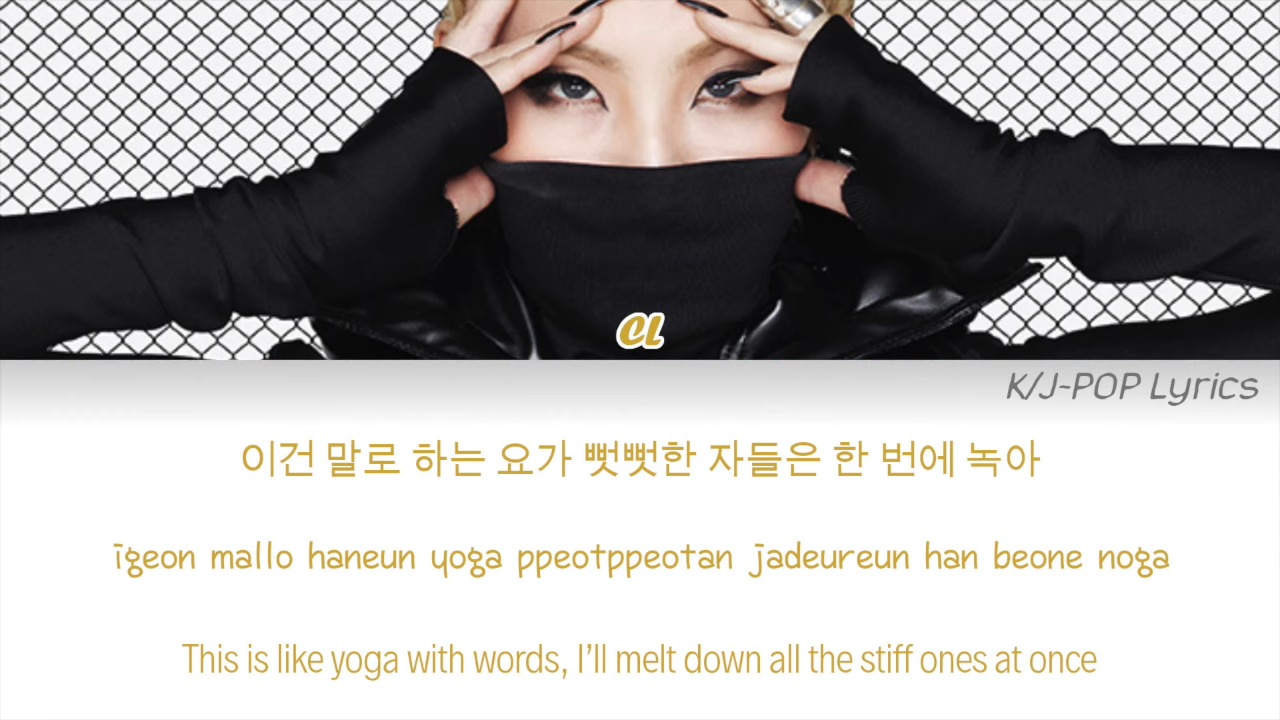 CL
K/J-POP Lyrics
이건 말로 하는 요가 뻣뻣한 자들은 한 번에 녹아
igeon mallo haneun yoga ppeotppeotan jadeureun han beone noga
This is like yoga with words, I'll melt down all the stiff ones at once